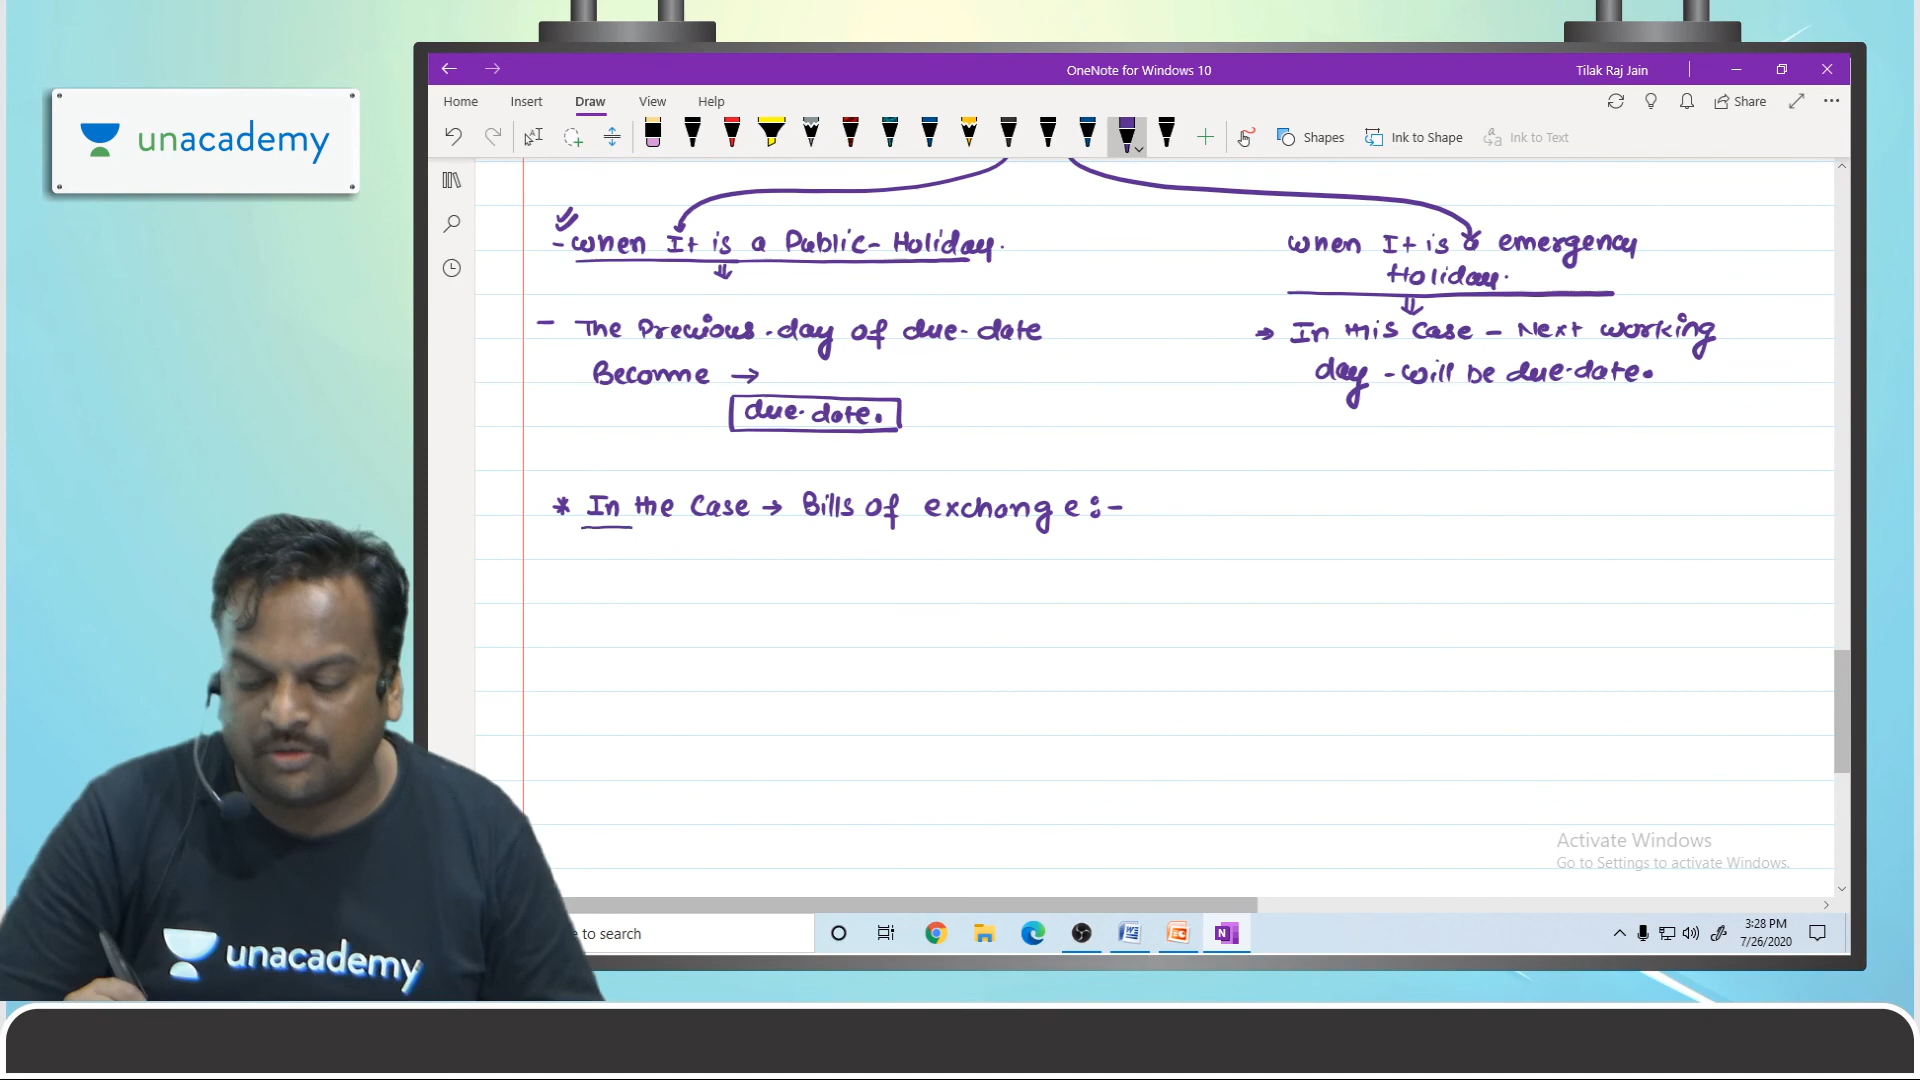 unacademy
OneNote for Windows 10
Tilak Raj Jain
Home Insert Draw View Help
Share
Shapes
Ink to Shape
Ink to Text
- when It is a Public-Holiday.
when It is a emergency
Holiday.
- The Previous-day of due-date
Become →
due-date.
→ In this case - Next working
day - will be due-date.
* In the Case → Bills of exchange :-
Activate Windows
Go to Settings to activate Windows.
e to search
3:28 PM
7/26/2020
unacademy